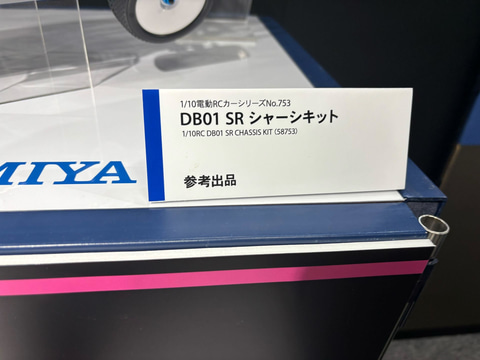 1/10電動RCカーシリーズNo.753
DB01 SR シャーシキット
1/10RC DB01 SR CHASSIS KIT (58753)
参考出品
MIYA